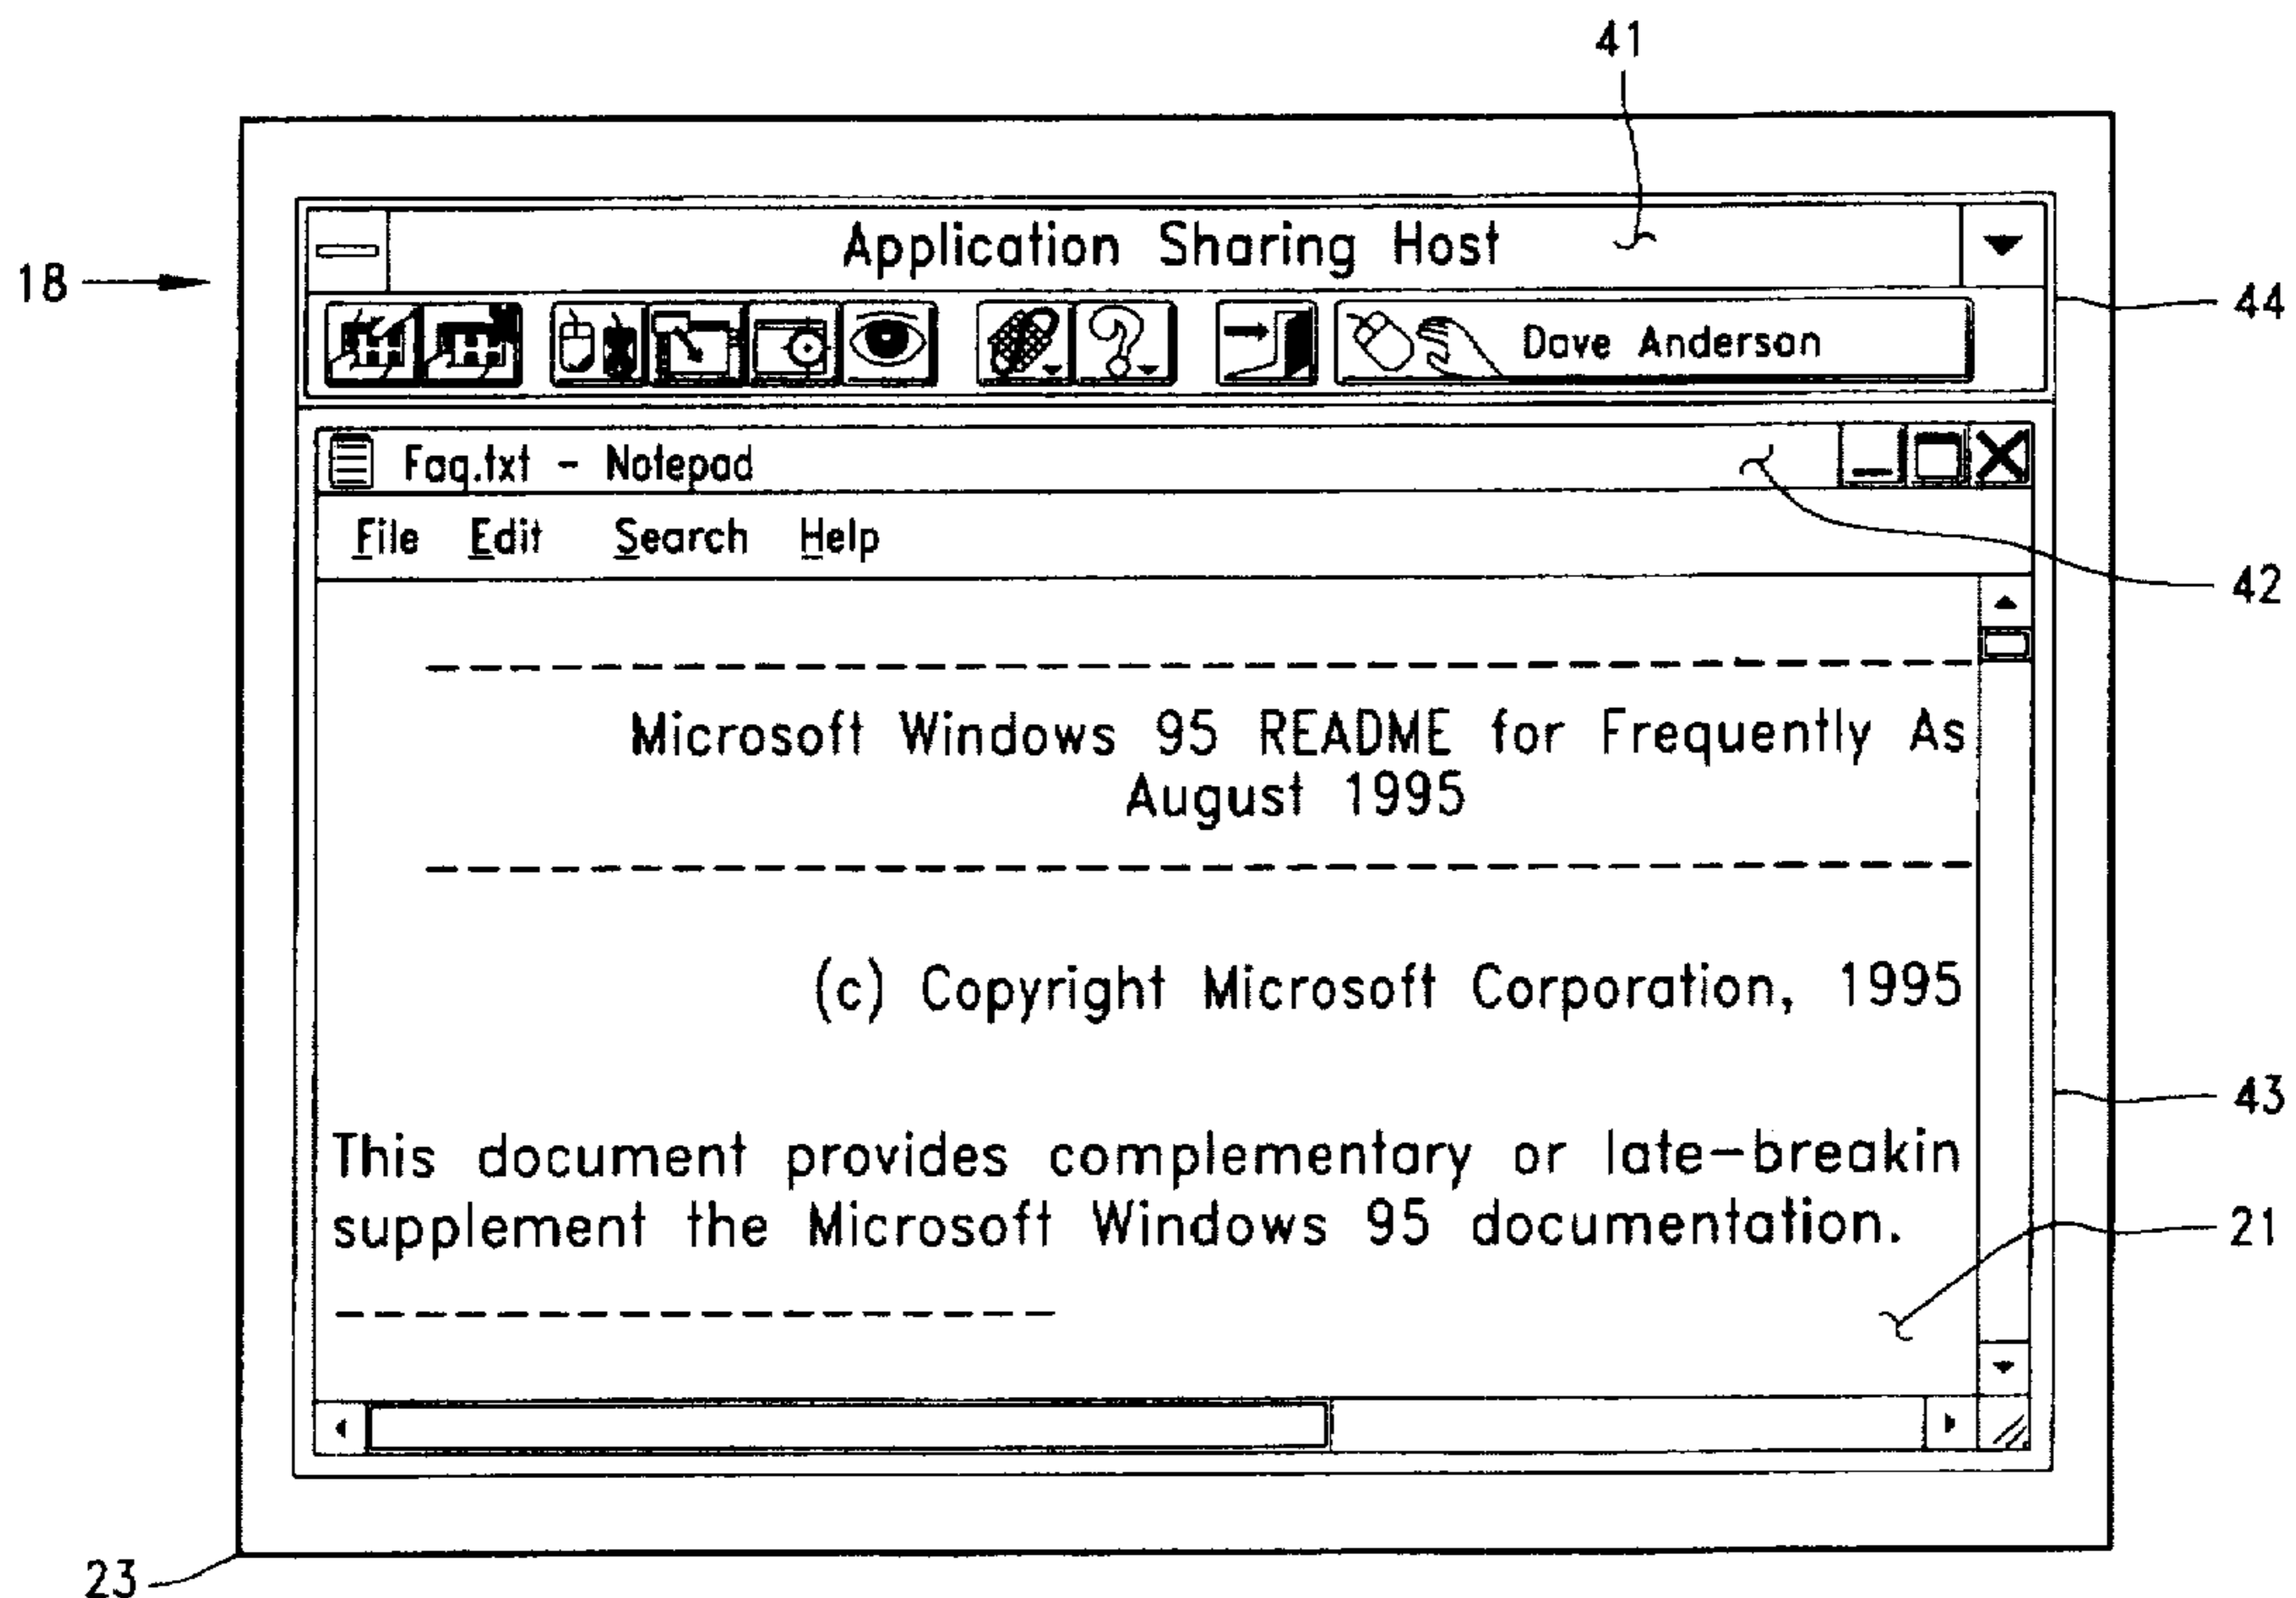 41
Application Sharing Host
18
44
Dave Anderson
Faq.txt - Notepad
42
File Edit Search Help
Microsoft Windows 95 README for Frequently As
August 1995
(c) Copyright Microsoft Corporation, 1995
43
This document provides complementary or late-breakin
supplement the Microsoft Windows 95 documentation.
21
23